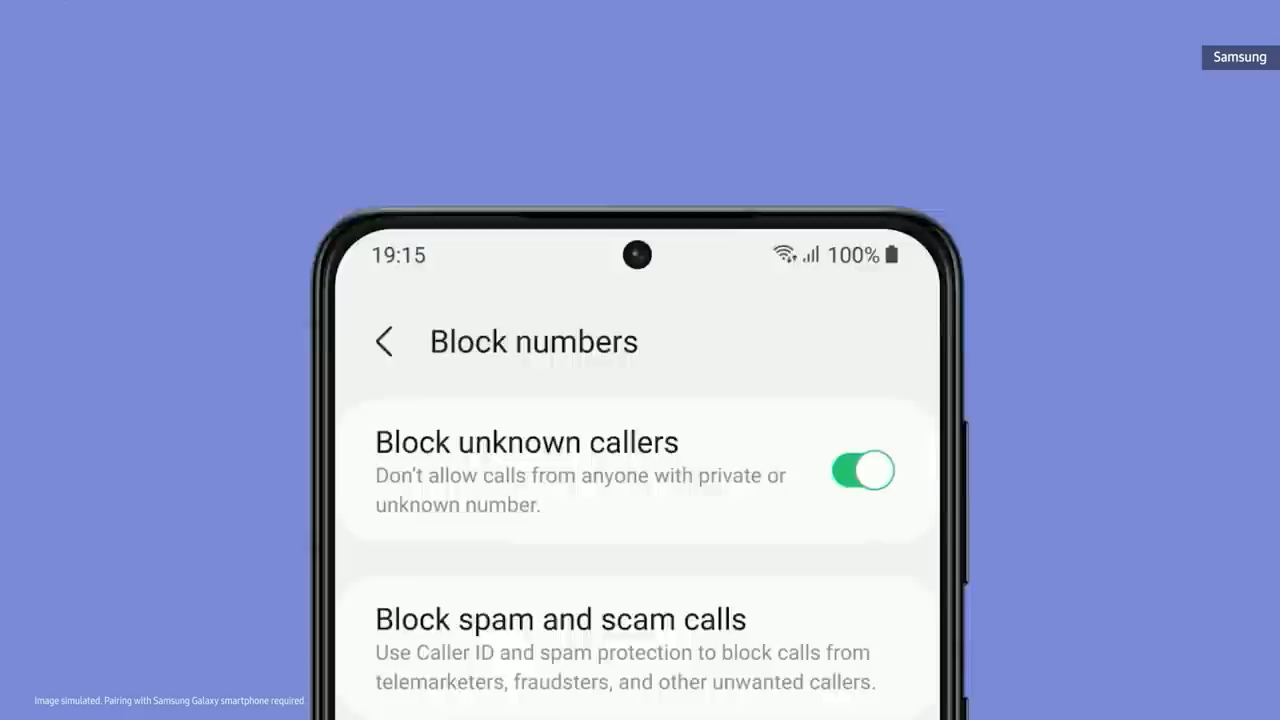 Samsung
19:15
100%
Block numbers
Block unknown callers
Don't allow calls from anyone with private or
unknown number.
Block spam and scam calls
Use Caller ID and spam protection to block calls from
telemarketers, fraudsters, and other unwanted callers.
Image simulated. Pairing with Samsung Galaxy smartphone required.